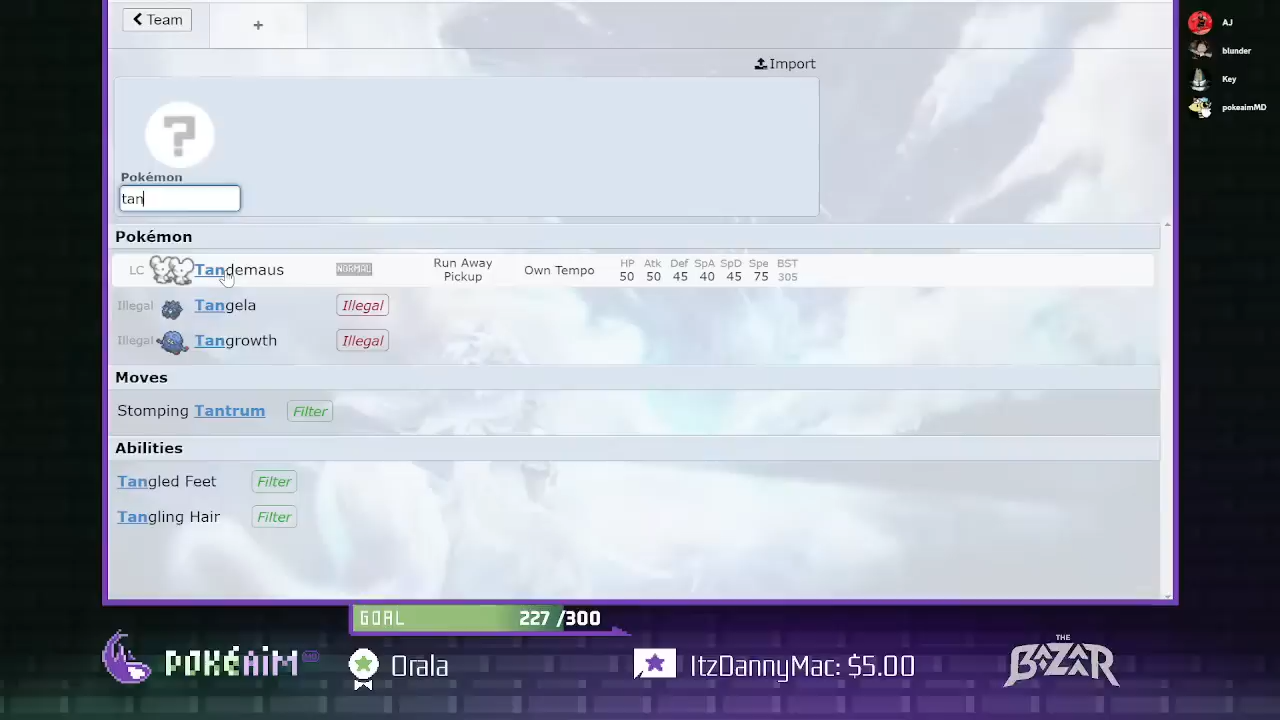 Team
+
AJ
blunder
Key
pokeaimMD
Import
?
Pokémon
tan
Pokémon
LC Tandemaus NORMAL Run Away Pickup Own Tempo HP 50 Atk 50 Def 45 SpA 40 SpD 45 Spe 75 BST 305
Illegal Tangela Illegal
Illegal Tangrowth Illegal
Moves
Stomping Tantrum Filter
Abilities
Tangled Feet Filter
Tangling Hair Filter
GOAL 227 /300
POKÉAIM MD Orala ItzDannyMac: $5.00 THE BAZAR